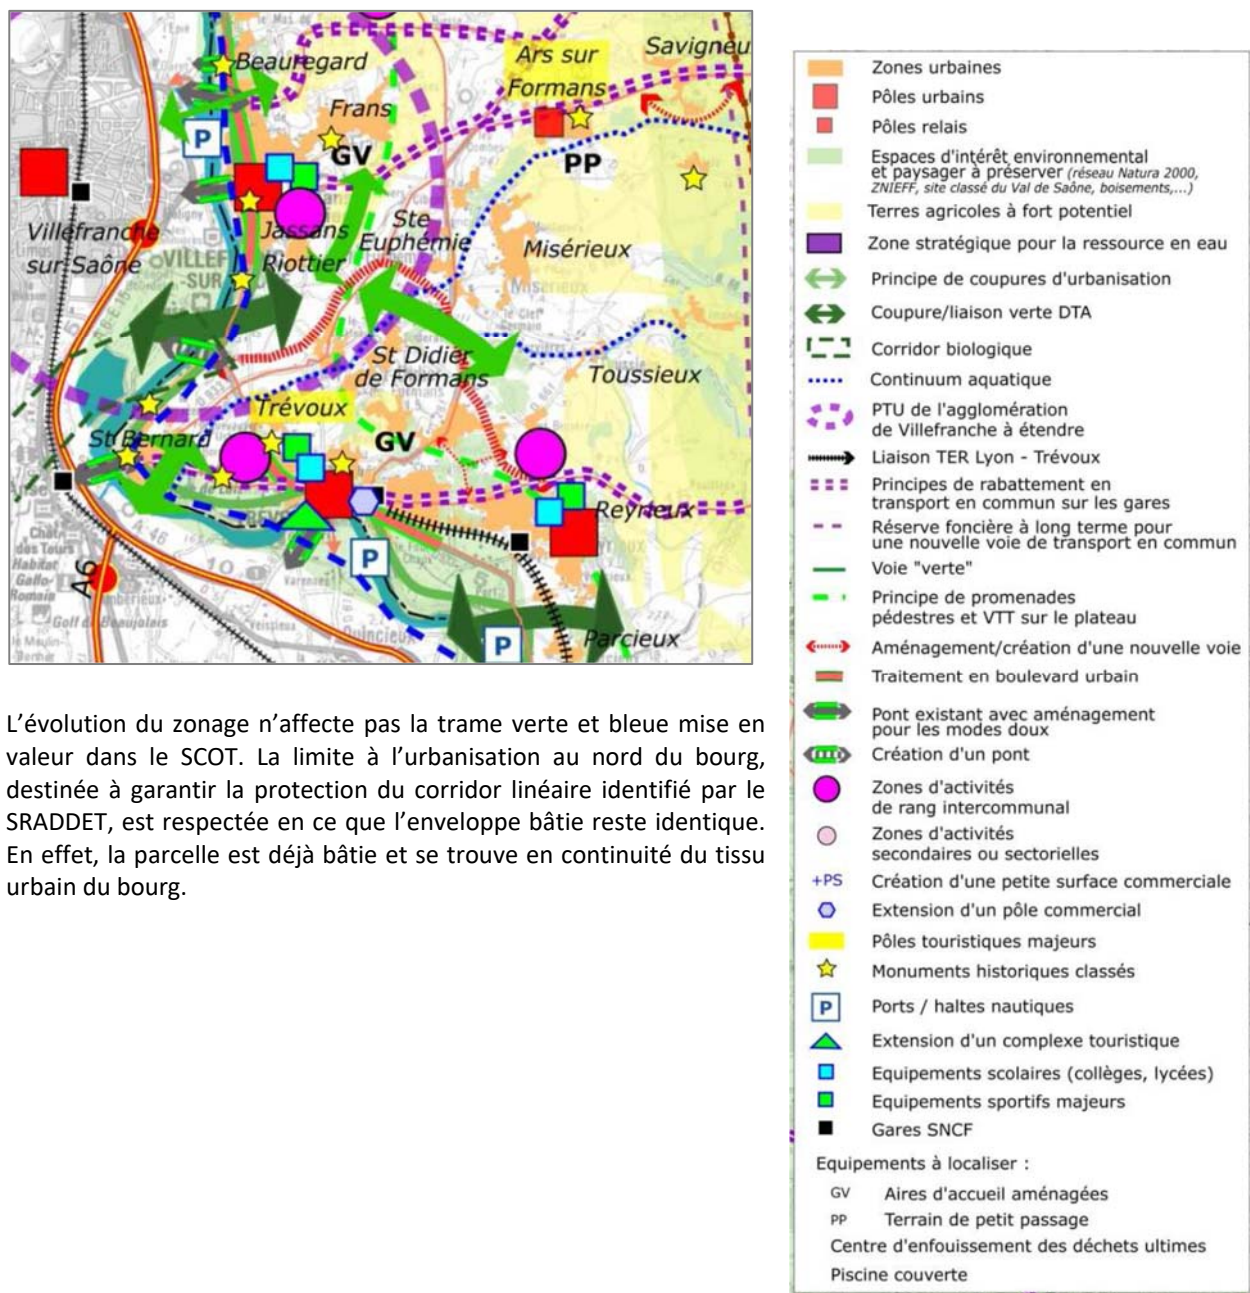 Beauregard
Ars sur
Formans
Savigneu
Frans
P
GV
PP
Villefranche
sur Saône
Jassans
Riottier
Ste
Euphémie
Misérieux
VILLEF
SUR
St Didier
de Formans
Toussieux
Trévoux
St Bernard
GV
Reyrieux
P
A6
A 46
Chât
des Tours
Habitat
Gallo-
Romain
Golf du Beaujolais
Quincieux
P
Parcieux
L’évolution du zonage n’affecte pas la trame verte et bleue mise en
valeur dans le SCOT. La limite à l’urbanisation au nord du bourg,
destinée à garantir la protection du corridor linéaire identifié par le
SRADDET, est respectée en ce que l’enveloppe bâtie reste identique.
En effet, la parcelle est déjà bâtie et se trouve en continuité du tissu
urbain du bourg.
Zones urbaines
Pôles urbains
Pôles relais
Espaces d'intérêt environnemental
et paysager à préserver (réseau Natura 2000,
ZNIEFF, site classé du Val de Saône, boisements,...)
Terres agricoles à fort potentiel
Zone stratégique pour la ressource en eau
Principe de coupures d'urbanisation
Coupure/liaison verte DTA
Corridor biologique
Continuum aquatique
PTU de l'agglomération
de Villefranche à étendre
Liaison TER Lyon - Trévoux
Principes de rabattement en
transport en commun sur les gares
Réserve foncière à long terme pour
une nouvelle voie de transport en commun
Voie "verte"
Principe de promenades
pédestres et VTT sur le plateau
Aménagement/création d'une nouvelle voie
Traitement en boulevard urbain
Pont existant avec aménagement
pour les modes doux
Création d'un pont
Zones d'activités
de rang intercommunal
Zones d'activités
secondaires ou sectorielles
+PS Création d'une petite surface commerciale
Extension d'un pôle commercial
Pôles touristiques majeurs
Monuments historiques classés
P Ports / haltes nautiques
Extension d'un complexe touristique
Equipements scolaires (collèges, lycées)
Equipements sportifs majeurs
Gares SNCF
Equipements à localiser :
GV Aires d'accueil aménagées
PP Terrain de petit passage
Centre d'enfouissement des déchets ultimes
Piscine couverte